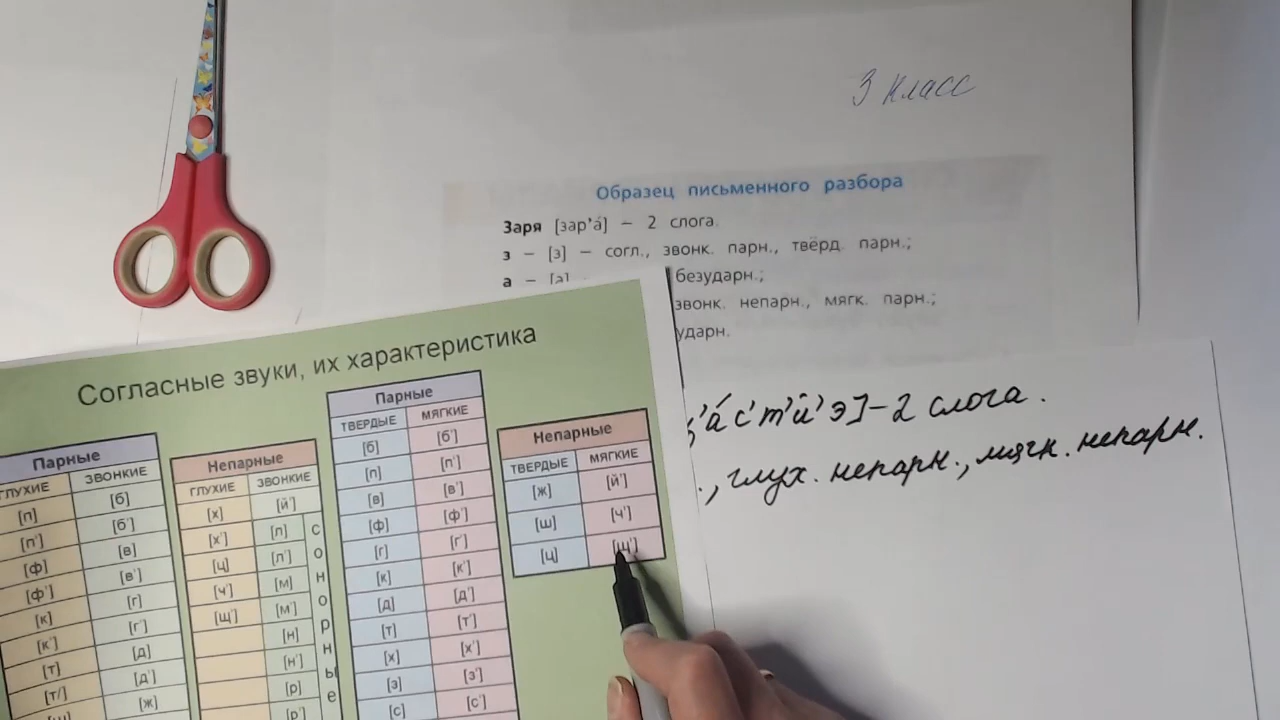 3 класс
Образец письменного разбора
Заря [зар’а́] – 2 слога.
з – [з] – согл., звонк. парн., твёрд. парн.;
а – [а] безударн.;
звонк. непарн., мягк. парн.;
ударн.
’а́ с’ т’ й’ э] – 2 слога.
., глух. непарн., мягк. непарн.
Согласные звуки, их характеристика
Парные
ГЛУХИЕ ЗВОНКИЕ
[п] [б]
[п’] [б’]
[ф] [в]
[ф’] [в’]
[к] [г]
[к’] [г’]
[т] [д]
[т/] [д’]
[ж]
Непарные
ГЛУХИЕ ЗВОНКИЕ
[х] [й’]
[х’] [л]
[ц] [л’]
[ч’] [м]
[щ’] [м’]
[н]
[н’]
[р]
[р’]
сонорные
Парные
ТВЕРДЫЕ МЯГКИЕ
[б] [б’]
[п] [п’]
[в] [в’]
[ф] [ф’]
[г] [г’]
[к] [к’]
[д] [д’]
[т] [т’]
[х] [х’]
[з] [з’]
[с] [с’]
Непарные
ТВЕРДЫЕ МЯГКИЕ
[ж] [й’]
[ш] [ч’]
[ц] [щ’]